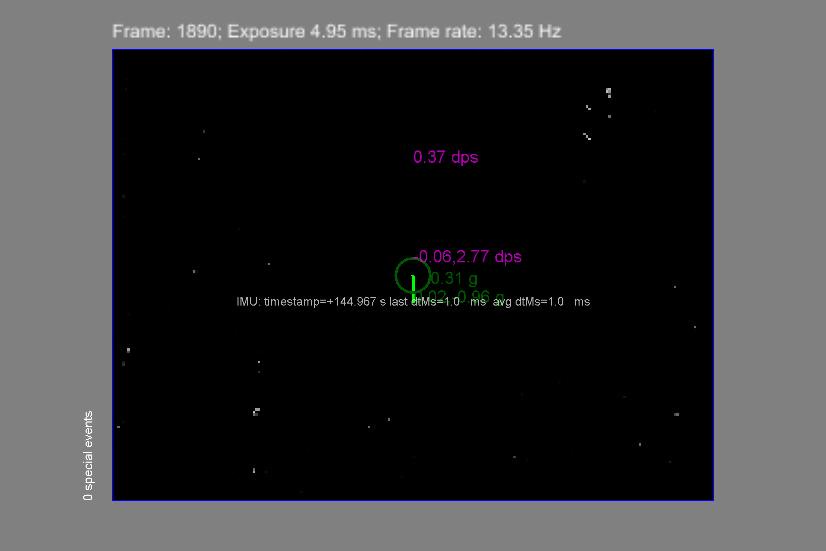 Frame: 1890; Exposure 4.95 ms; Frame rate: 13.35 Hz
0.37 dps
-0.06,2.77 dps
0.31 g
0.96 g
IMU: timestamp=+144.967 s last dtMs=1.0 ms avg dtMs=1.0 ms
0 special events